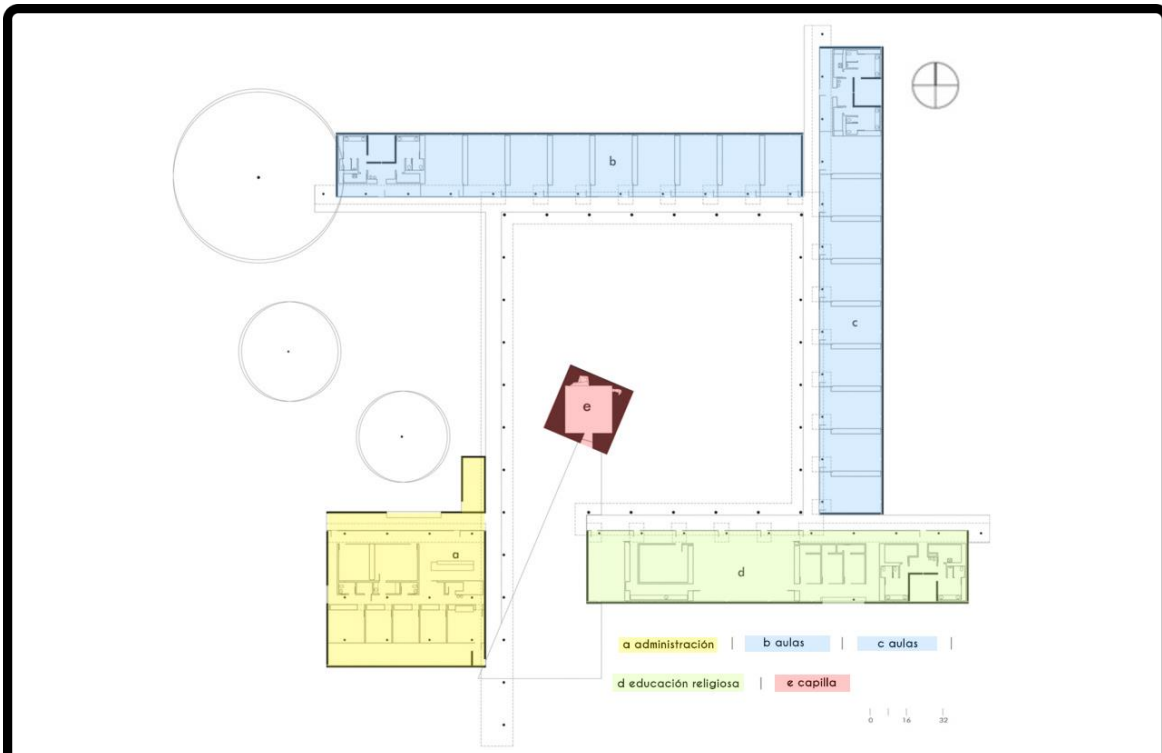 b
c
e
a
d
a administración | b aulas | c aulas |
d educación religiosa | e capilla
0 16 32